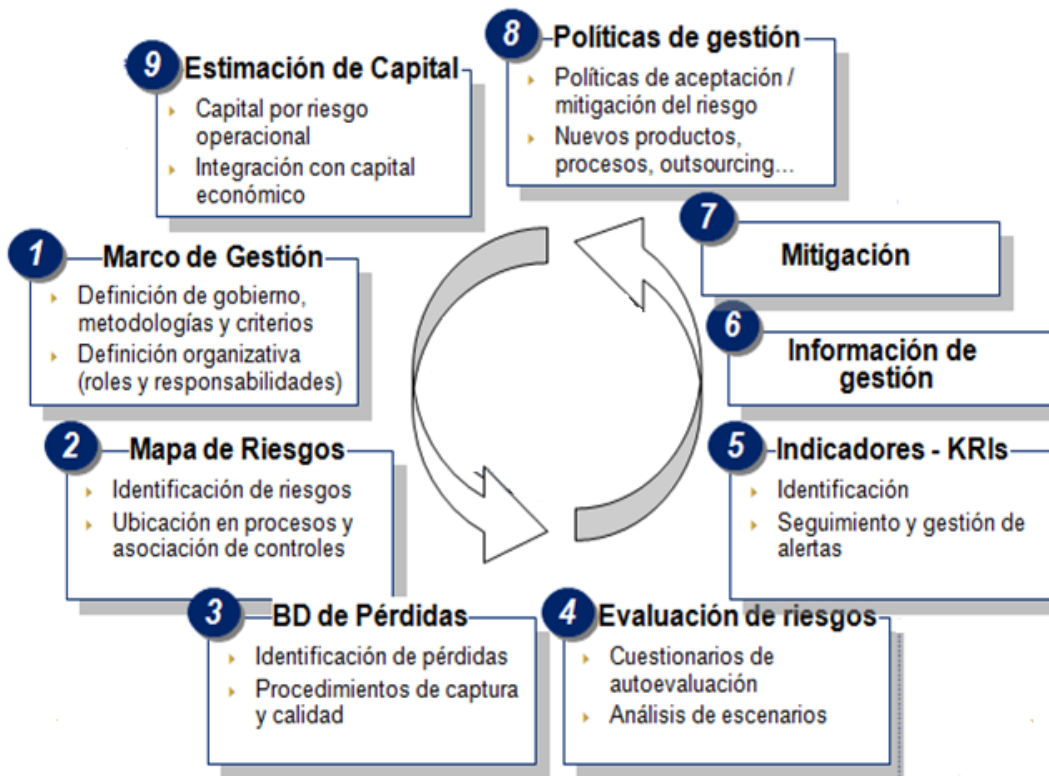 1
Marco de Gestión
Definición de gobierno,
metodologías y criterios
Definición organizativa
(roles y responsabilidades)
2
Mapa de Riesgos
Identificación de riesgos
Ubicación en procesos y
asociación de controles
3
BD de Pérdidas
Identificación de pérdidas
Procedimientos de captura
y calidad
4
Evaluación de riesgos
Cuestionarios de
autoevaluación
Análisis de escenarios
5
Indicadores - KRIs
Identificación
Seguimiento y gestión de
alertas
6
Información de
gestión
7
Mitigación
8
Políticas de gestión
Políticas de aceptación /
mitigación del riesgo
Nuevos productos,
procesos, outsourcing...
9
Estimación de Capital
Capital por riesgo
operacional
Integración con capital
económico